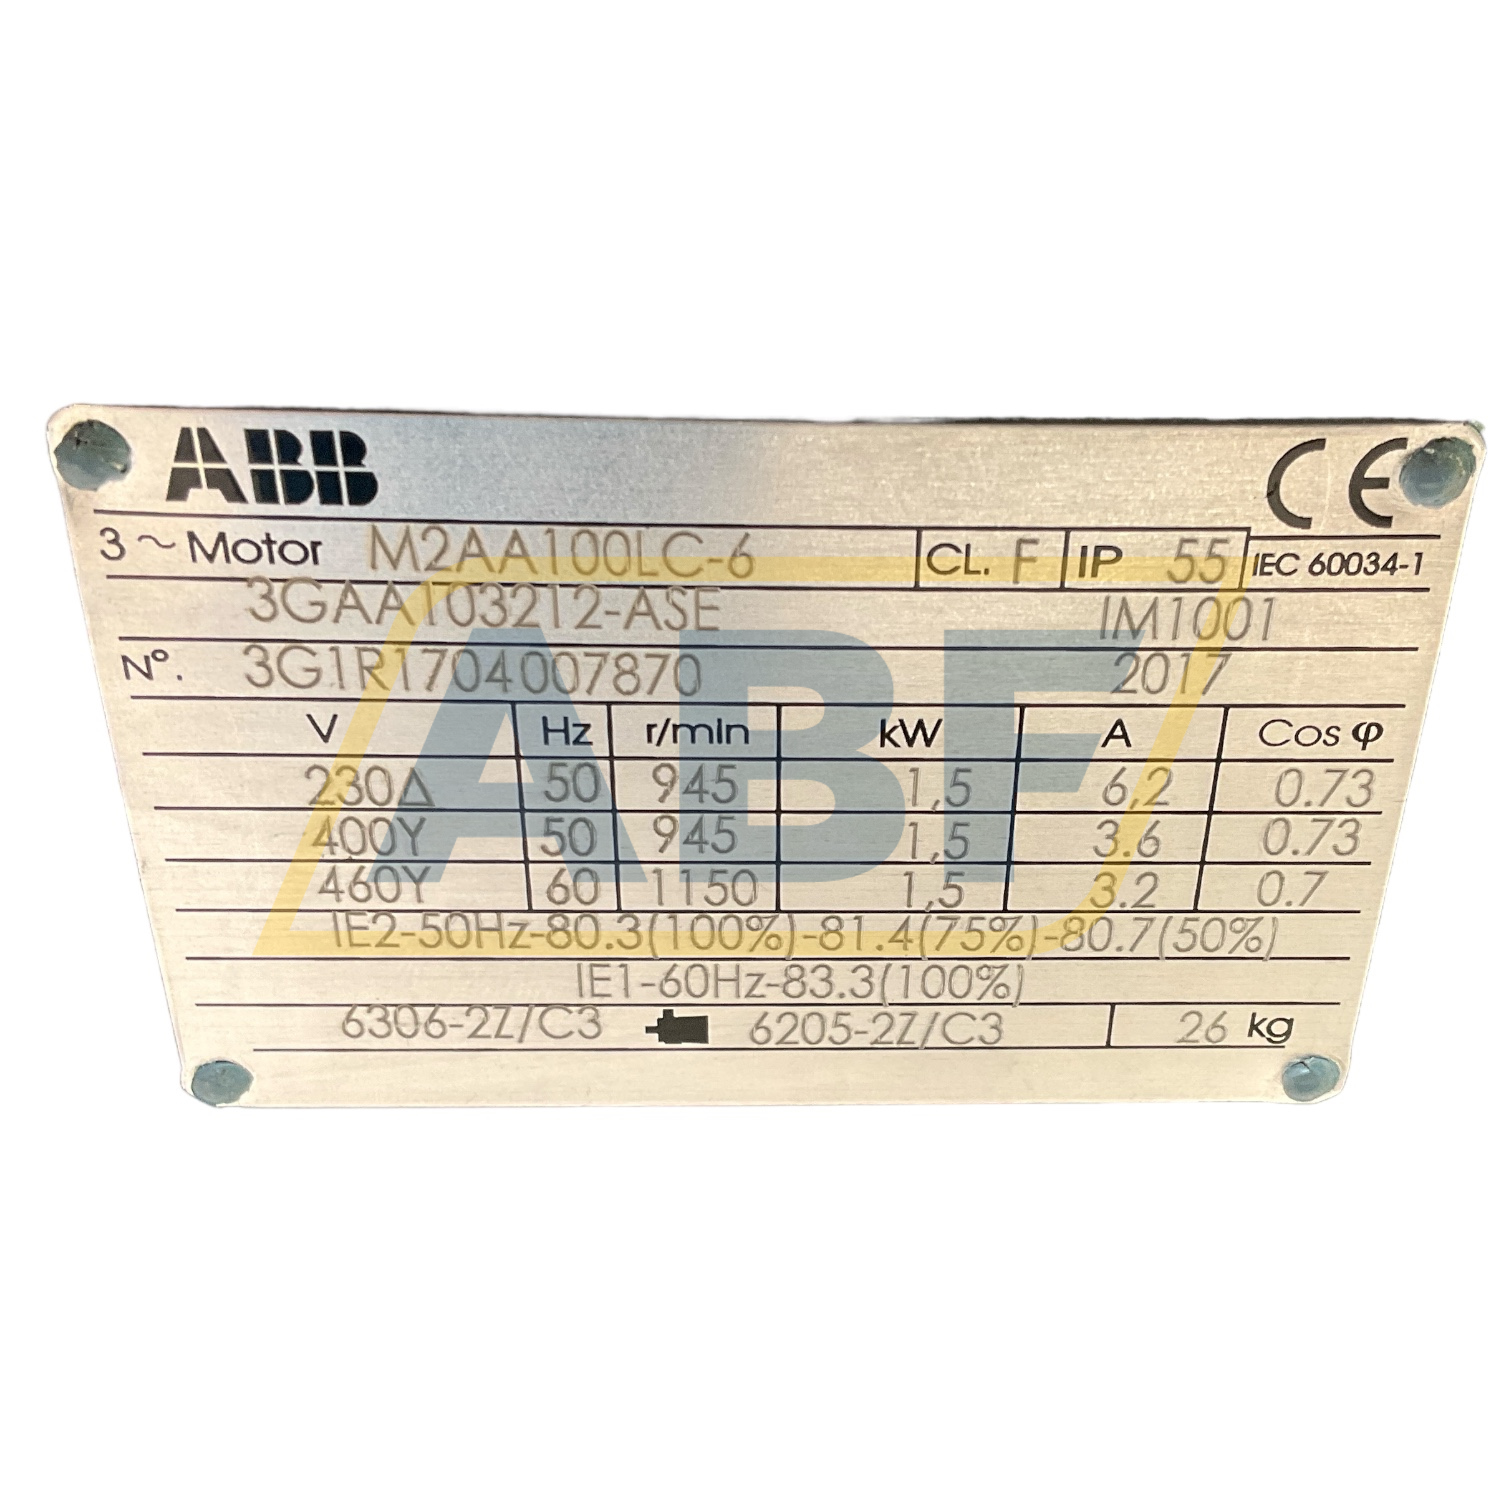 ABB CE
3 ~ Motor M2AA100LC-6 CL. F IP 55 IEC 60034-1
3GAA103212-ASE IM1001
Nº. 3G1R1704007870 2017
V Hz r/min kW A Cos φ
230Δ 50 945 1,5 6,2 0.73
400Y 50 945 1,5 3.6 0.73
460Y 60 1150 1,5 3.2 0.7
IE2-50Hz-80.3(100%)-81.4(75%)-80.7(50%)
IE1-60Hz-83.3(100%)
6306-2Z/C3 6205-2Z/C3 26 kg
ABF